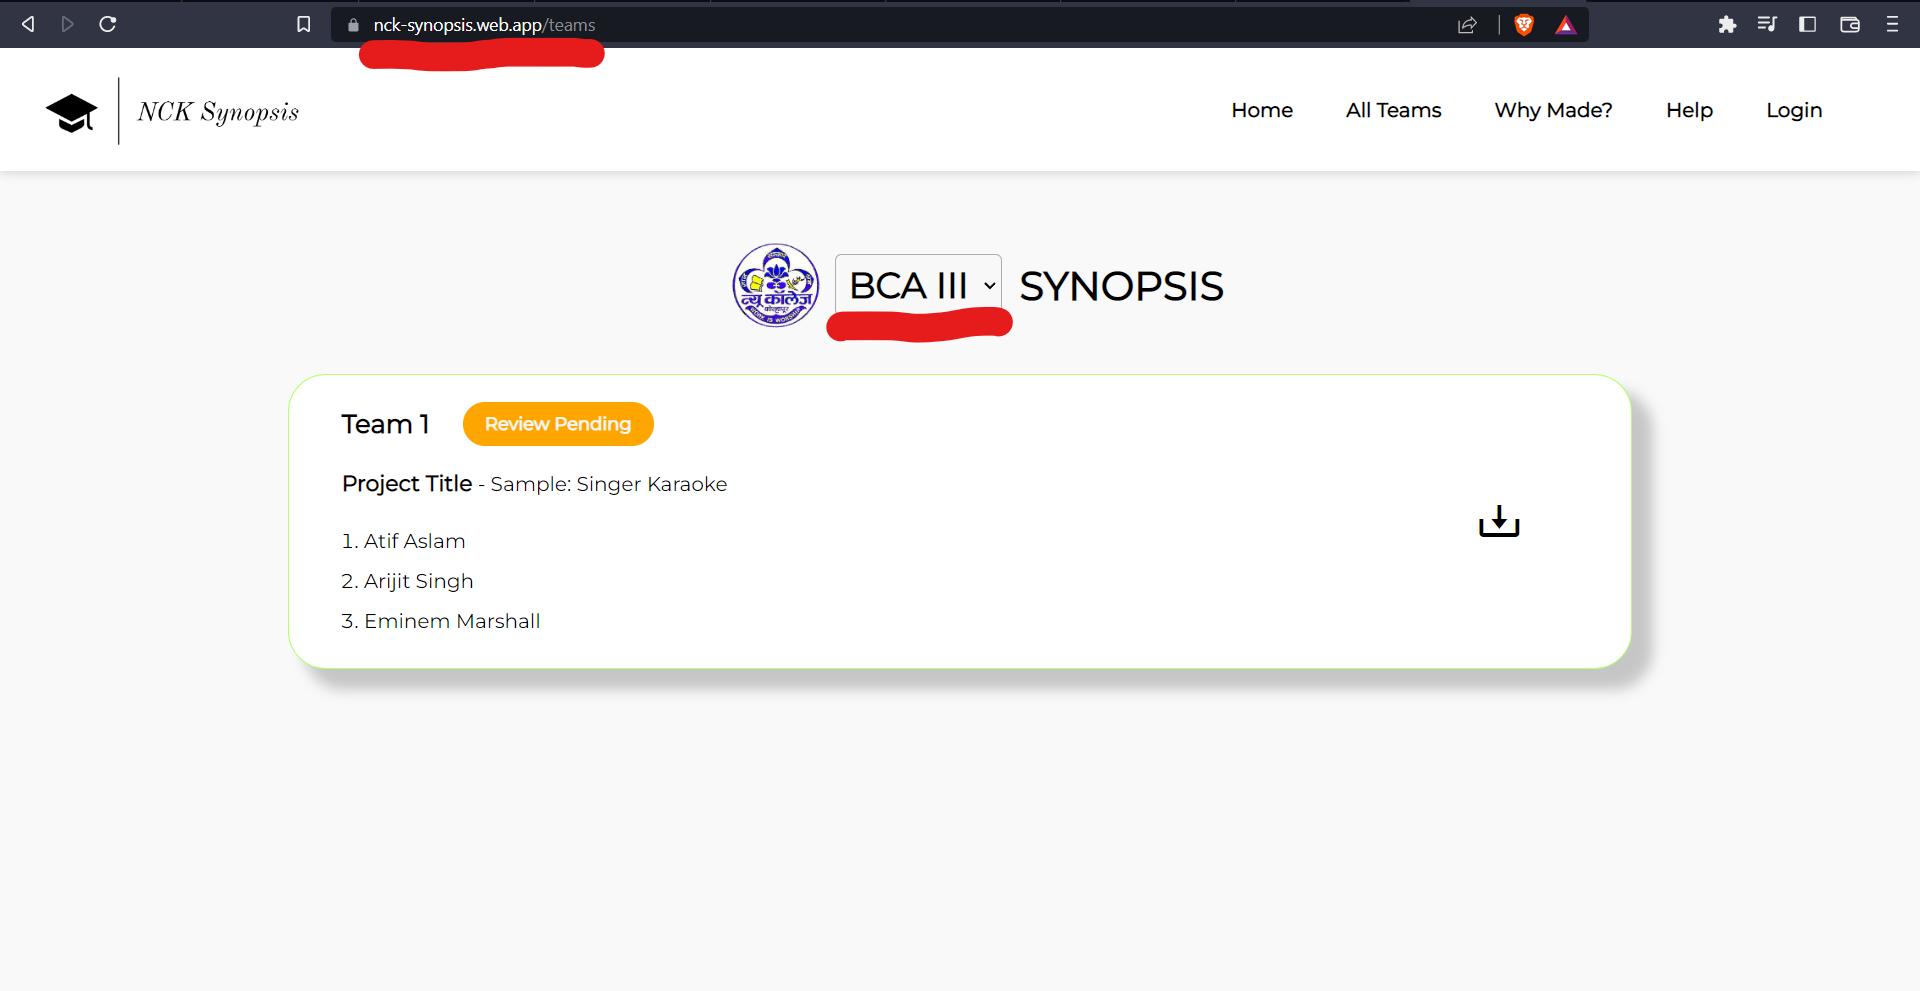 nck-synopsis.web.app/teams
NCK Synopsis
Home All Teams Why Made? Help Login
न्यू कॉलेज
BCA III SYNOPSIS
Team 1 Review Pending
Project Title - Sample: Singer Karaoke
1. Atif Aslam
2. Arijit Singh
3. Eminem Marshall